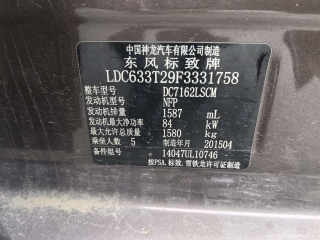 中国神龙汽车有限公司制造
东风标致牌
LDC633T29F3331758
整车型号 DC7162LSCM
发动机型号 NFP
发动机排量 1587 mL
发动机最大净功率 84 kW
最大允许总质量 1580 kg
乘坐人数 5 制造年月 201504
备件组号 14047UL10746
按PSA.标致.雪铁龙许可证制造